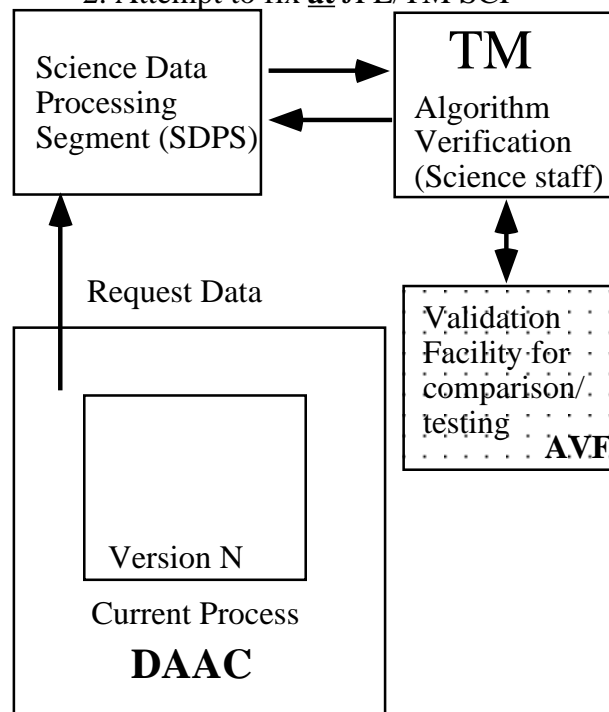 2. Attempt to fix at JPL/TM SCF
Science Data
Processing
Segment (SDPS)
TM
Algorithm
Verification
(Science staff)
Request Data
Validation
Facility for
comparison/
testing
AVF
Version N
Current Process
DAAC